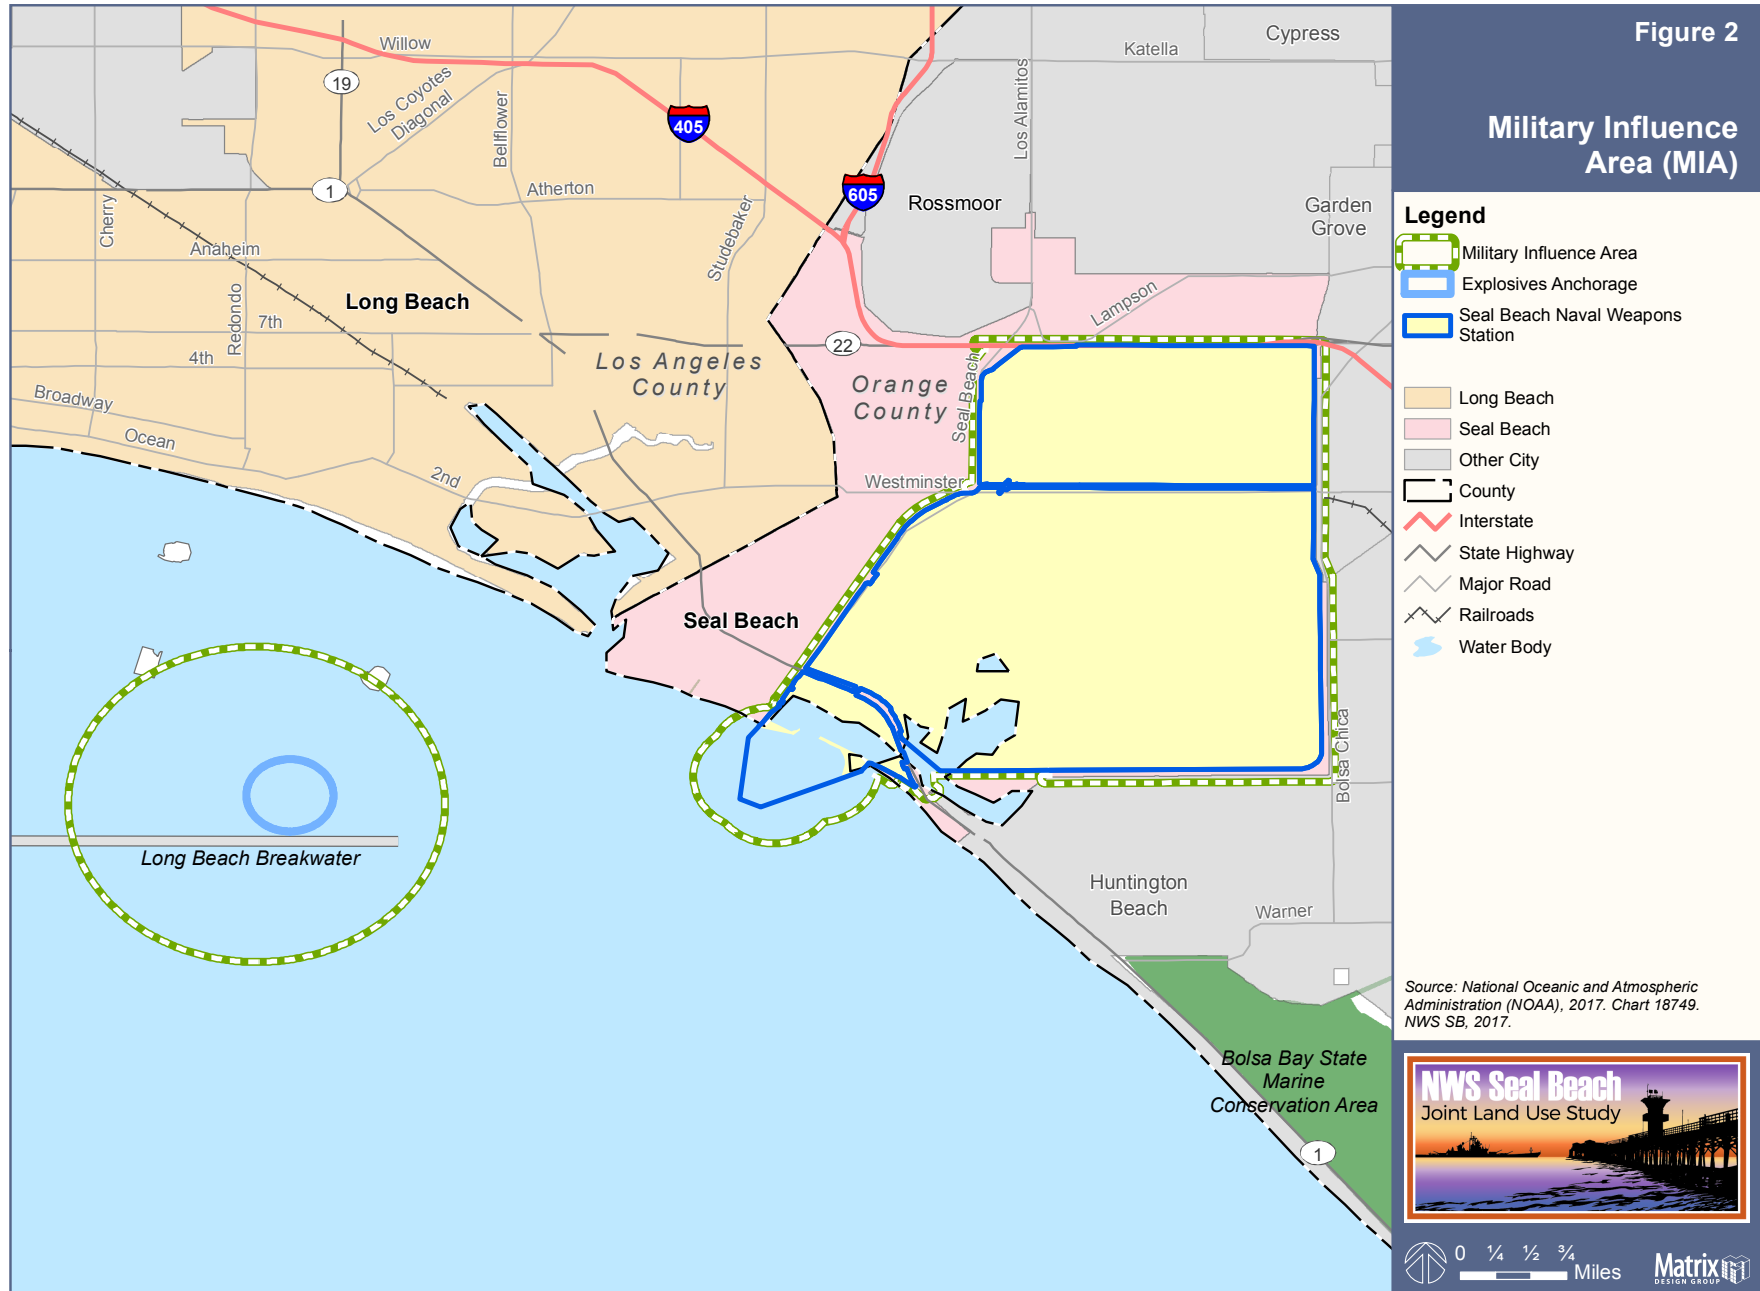 Figure 2
Military Influence
Area (MIA)
Legend
Military Influence Area
Explosives Anchorage
Seal Beach Naval Weapons
Station
Long Beach
Seal Beach
Other City
County
Interstate
State Highway
Major Road
Railroads
Water Body
Source: National Oceanic and Atmospheric
Administration (NOAA), 2017. Chart 18749.
NWS SB, 2017.
NWS Seal Beach
Joint Land Use Study
0 ¼ ½ ¾
Miles
Matrix
DESIGN GROUP
Willow
Katella
Cypress
19
Los Coyotes
Diagonal
Bellflower
405
Los Alamitos
1
Atherton
605
Rossmoor
Garden
Grove
Cherry
Anaheim
Studebaker
Long Beach
Redondo
7th
Lampson
4th
22
Los Angeles
County
Orange
County
Seal Beach
Broadway
Ocean
2nd
Westminster
Seal Beach
Bolsa Chica
Long Beach Breakwater
Huntington
Beach
Warner
Bolsa Bay State
Marine
Conservation Area
1